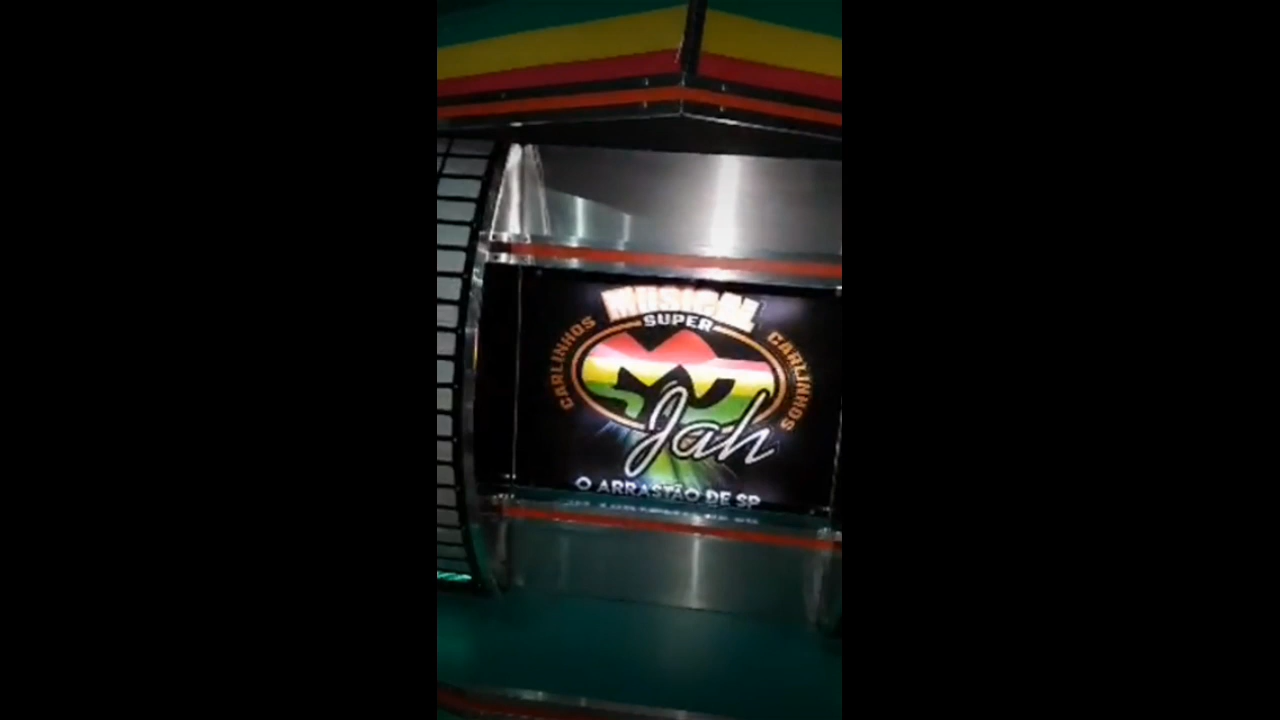 MUSICAL
SUPER
CARLINHOS
CARLINHOS
Jah
O ARRASTÃO DE SP